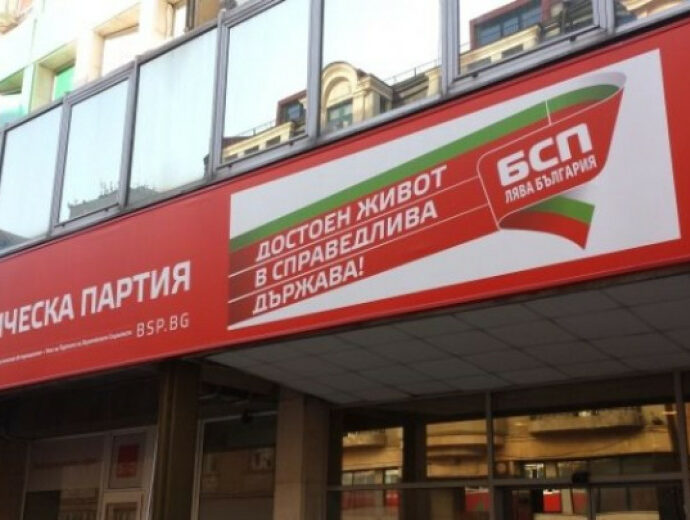 ЧЕСКА ПАРТИЯ
BSP.BG
ДОСТОЕН ЖИВОТ
В СПРАВЕДЛИВА
ДЪРЖАВА!
БСП
ЛЯВА БЪЛГАРИЯ